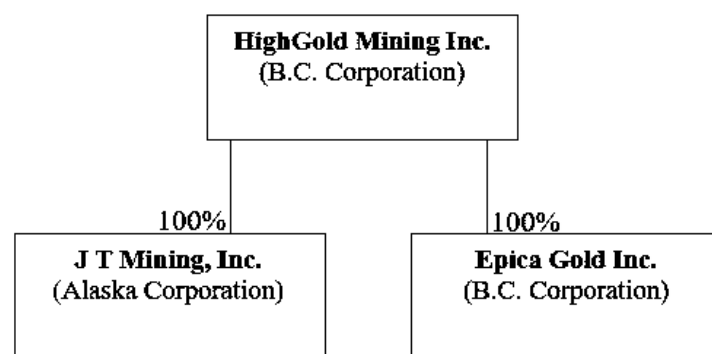 HighGold Mining Inc.
(B.C. Corporation)
100%
100%
J T Mining, Inc.
(Alaska Corporation)
Epica Gold Inc.
(B.C. Corporation)